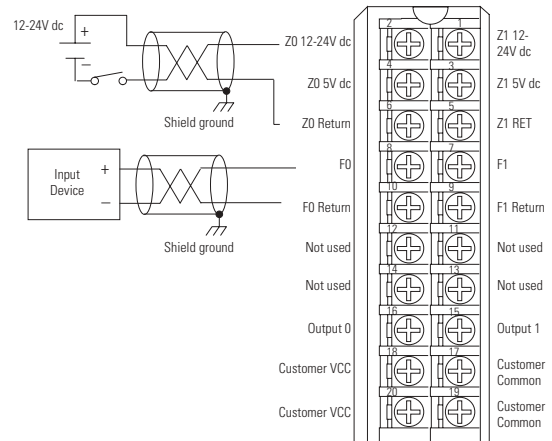 12-24V dc
+
–
Shield ground
Input
Device
+
–
Shield ground
Z0 12-24V dc
Z0 5V dc
Z0 Return
F0
F0 Return
Not used
Not used
Output 0
Customer VCC
Customer VCC
2 1
4 3
6 5
8 7
10 9
12 11
14 13
16 15
18 17
20 19
Z1 12-
24V dc
Z1 5V dc
Z1 RET
F1
F1 Return
Not used
Not used
Output 1
Customer
Common
Customer
Common